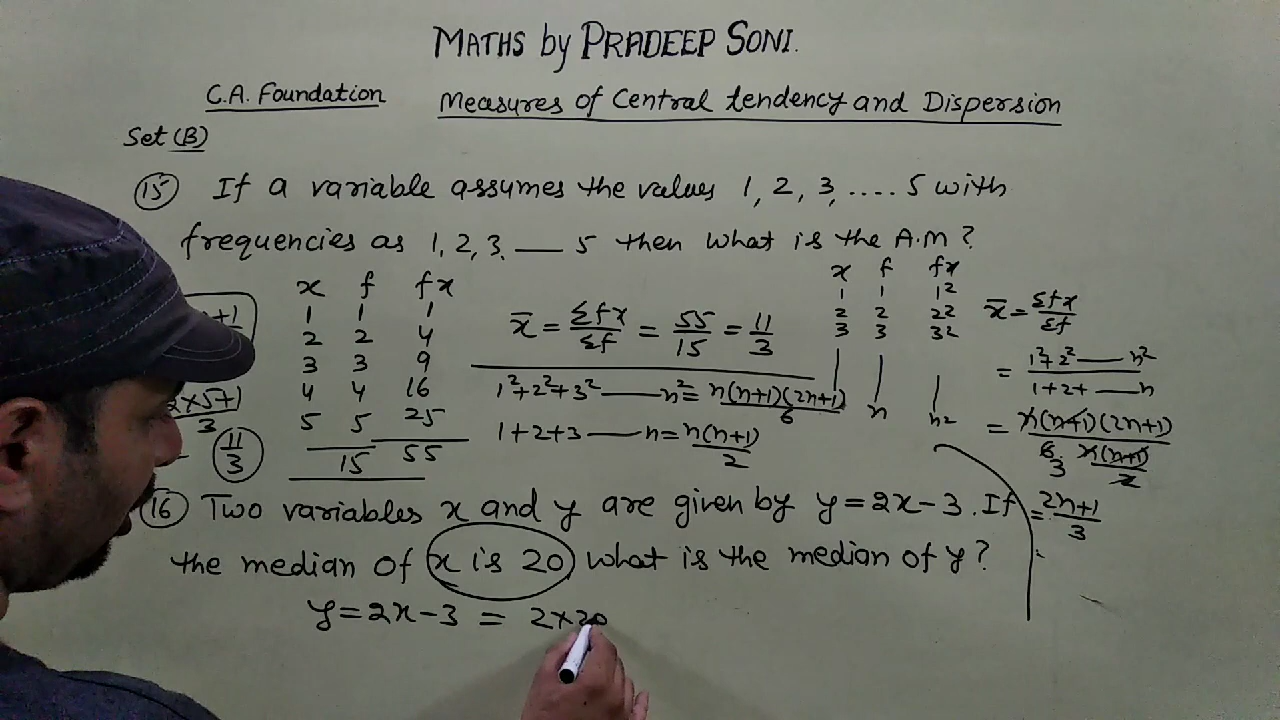 MATHS by PRADEEP SONI.
C.A. Foundation Measures of Central tendency and Dispersion
Set (B)
(15) If a variable assumes the values 1, 2, 3, .... 5 with
frequencies as 1, 2, 3. — 5 then what is the A.M?
x f fx
1 1 1
2 2 4
3 3 9
4 4 16
5 5 25
15 55
x̄ = Σfx/Σf = 55/15 = 11/3
1²+2²+3² — n² = n(n+1)(2n+1)/6
1+2+3 — n = n(n+1)/2
x f fx
1 1 1²
2 2 2²
3 3 3²
n n²
x̄ = Σfx/Σf
= 1²+2² — n²/1+2+ — n
= n(n+1)(2n+1)/6 3 n(n+1)/2
= 2n+1/3
11/3
(16) Two variables x and y are given by y=2x-3. If
the median of x is 20 what is the median of y?
y=2x-3 = 2×20